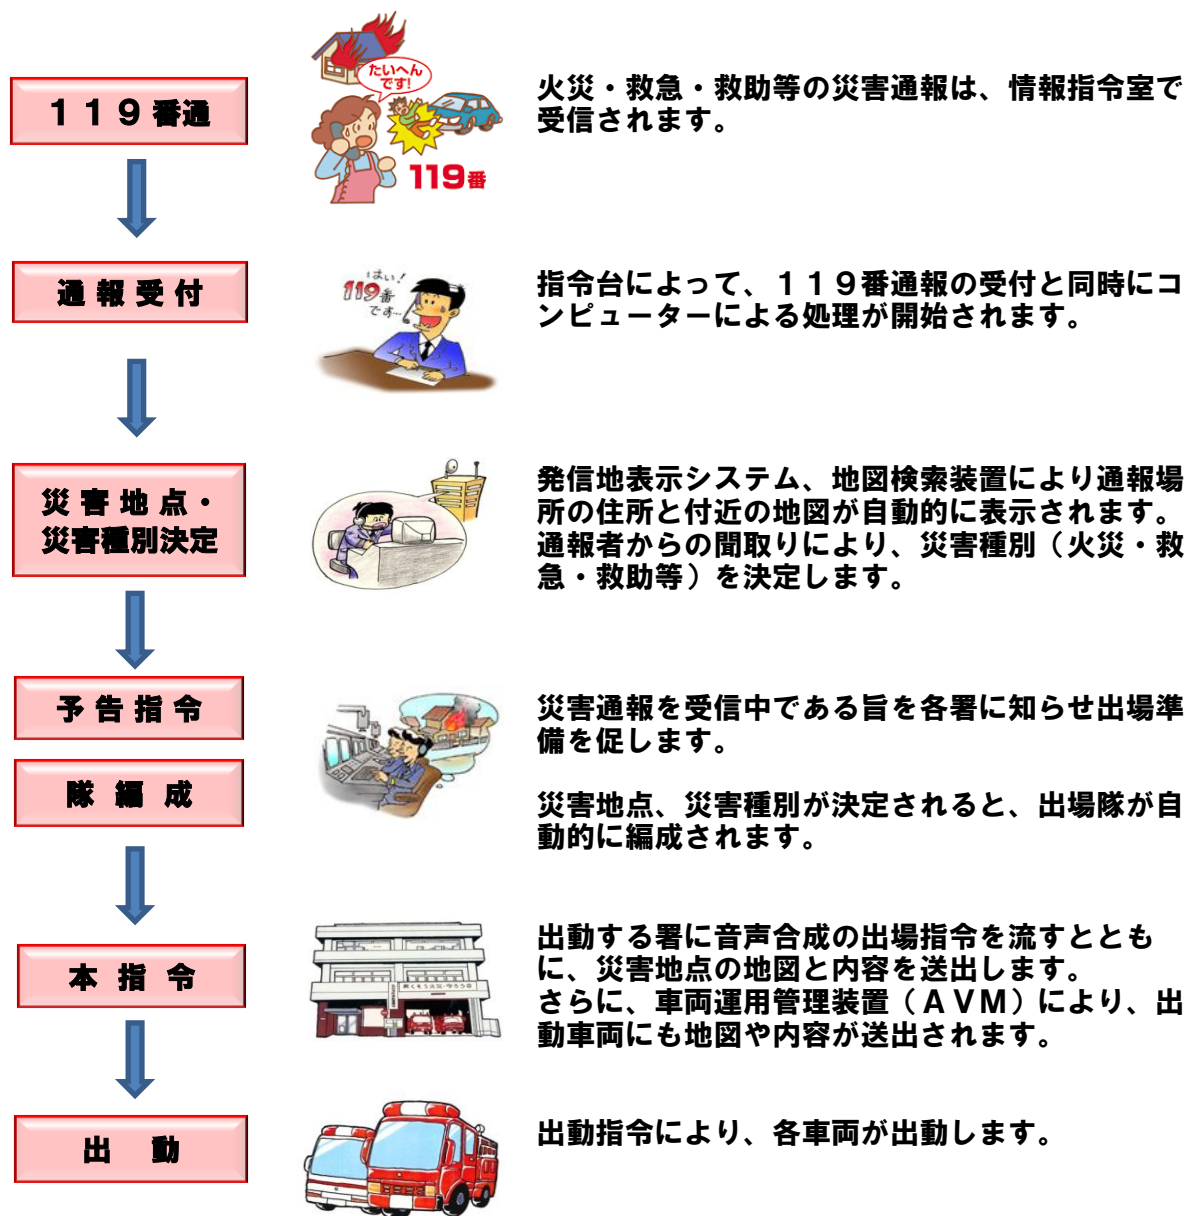 119番通
たいへん
です!
119番
火災・救急・救助等の災害通報は、情報指令室で
受信されます。
通報受付
はい!
119番
です…
指令台によって、119番通報の受付と同時にコ
ンピューターによる処理が開始されます。
災害地点・
災害種別決定
発信地表示システム、地図検索装置により通報場
所の住所と付近の地図が自動的に表示されます。
通報者からの聞取りにより、災害種別（火災・救
急・救助等）を決定します。
予告指令
災害通報を受信中である旨を各署に知らせ出場準
備を促します。
隊編成
災害地点、災害種別が決定されると、出場隊が自
動的に編成されます。
本指令
出動する署に音声合成の出場指令を流すととも
に、災害地点の地図と内容を送出します。
さらに、車両運用管理装置（AVM）により、出
動車両にも地図や内容が送出されます。
出動
出動指令により、各車両が出動します。